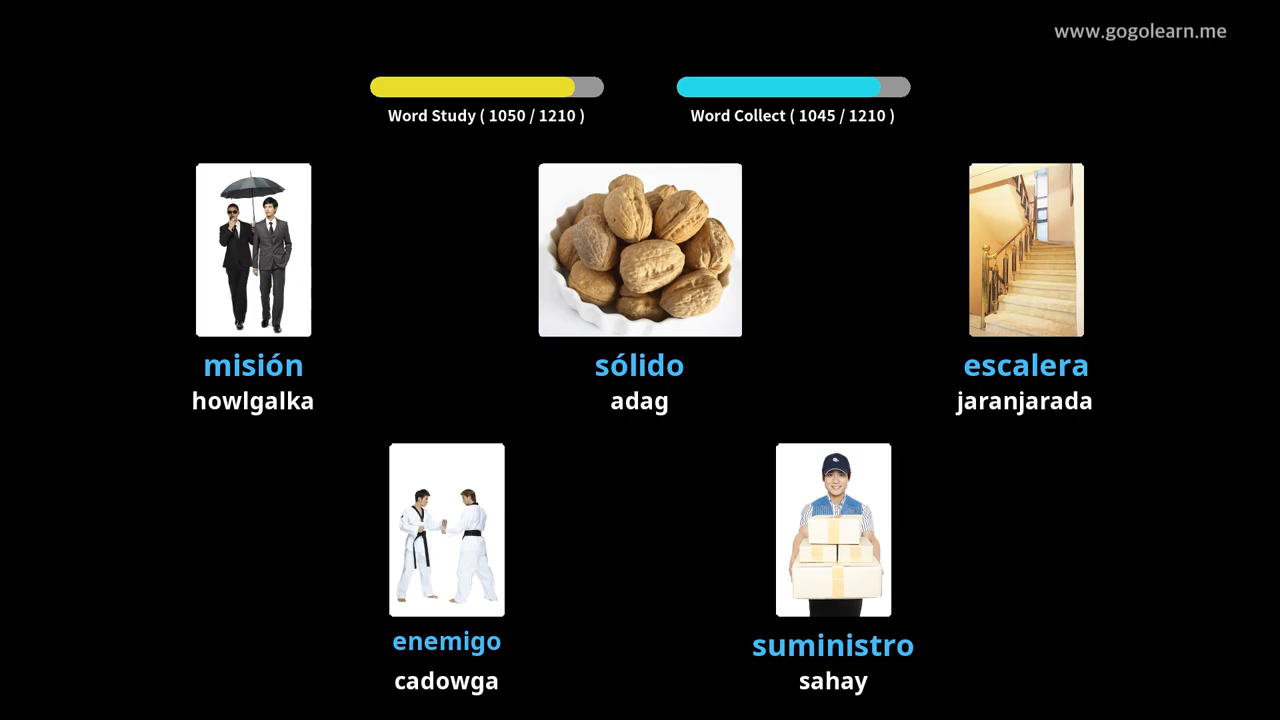 www.gogolearn.me
Word Study ( 1050 / 1210 )
Word Collect ( 1045 / 1210 )
misión
howlgalka
sólido
adag
escalera
jaranjarada
enemigo
cadowga
suministro
sahay